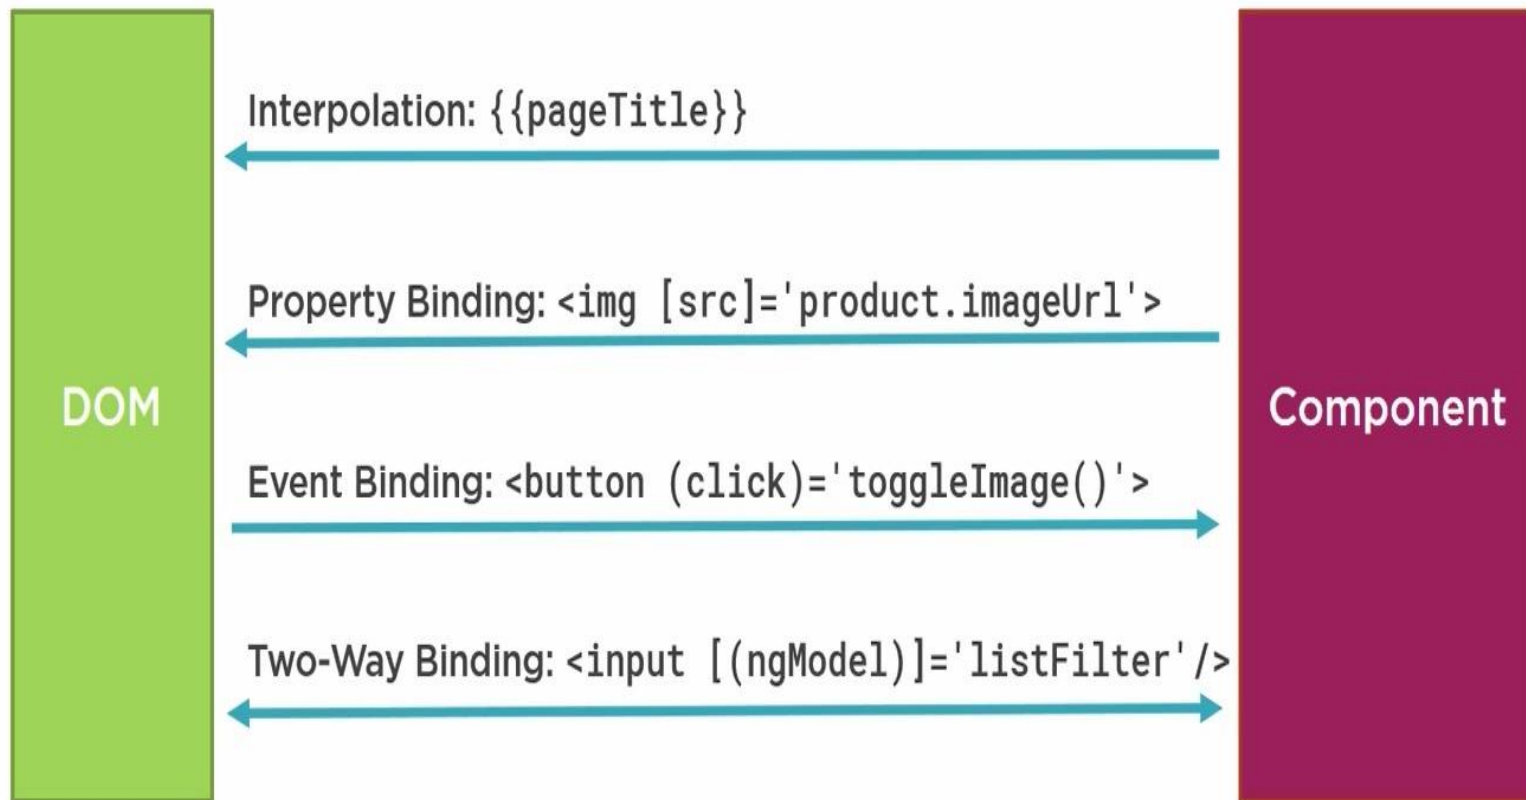 Interpolation: {{pageTitle}}
Property Binding: <img [src]='product.imageUrl'>
DOM
Component
Event Binding: <button (click)='toggleImage()'>
Two-Way Binding: <input [(ngModel)]='listFilter'/>